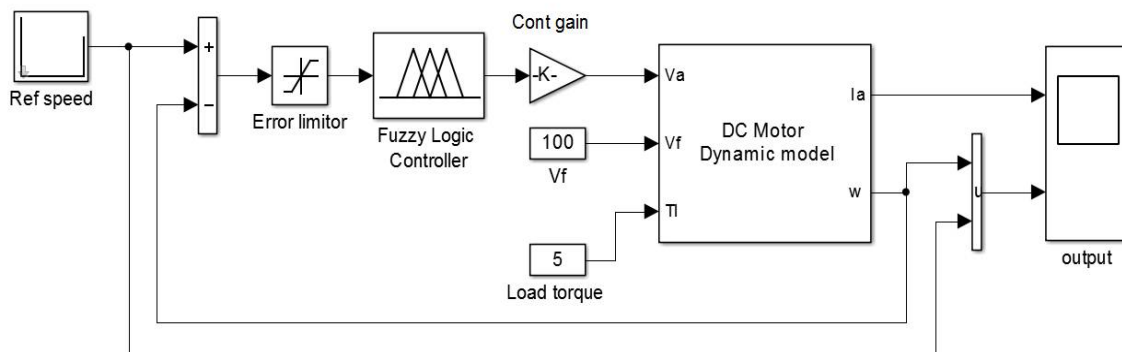 Ref speed
+
−
Error limitor
Fuzzy Logic
Controller
Cont gain
-K-
100
Vf
5
Load torque
Va
Vf
Tl
DC Motor
Dynamic model
Ia
w
u
output